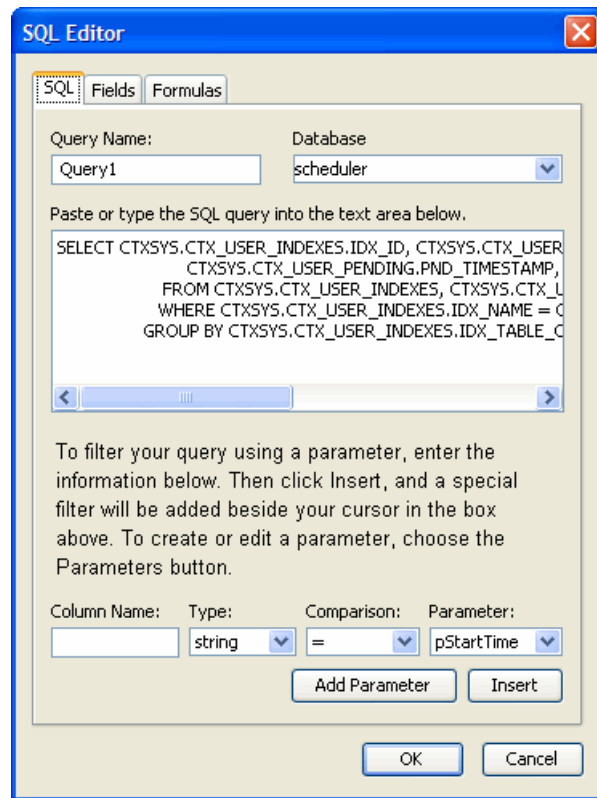 SQL Editor
SQL Fields Formulas
Query Name: Database
Query1 scheduler
Paste or type the SQL query into the text area below.
SELECT CTXSYS.CTX_USER_INDEXES.IDX_ID, CTXSYS.CTX_USER
CTXSYS.CTX_USER_PENDING.PND_TIMESTAMP,
FROM CTXSYS.CTX_USER_INDEXES, CTXSYS.CTX_U
WHERE CTXSYS.CTX_USER_INDEXES.IDX_NAME = C
GROUP BY CTXSYS.CTX_USER_INDEXES.IDX_TABLE_C
To filter your query using a parameter, enter the
information below. Then click Insert, and a special
filter will be added beside your cursor in the box
above. To create or edit a parameter, choose the
Parameters button.
Column Name: Type: Comparison: Parameter:
string = pStartTime
Add Parameter Insert
OK Cancel